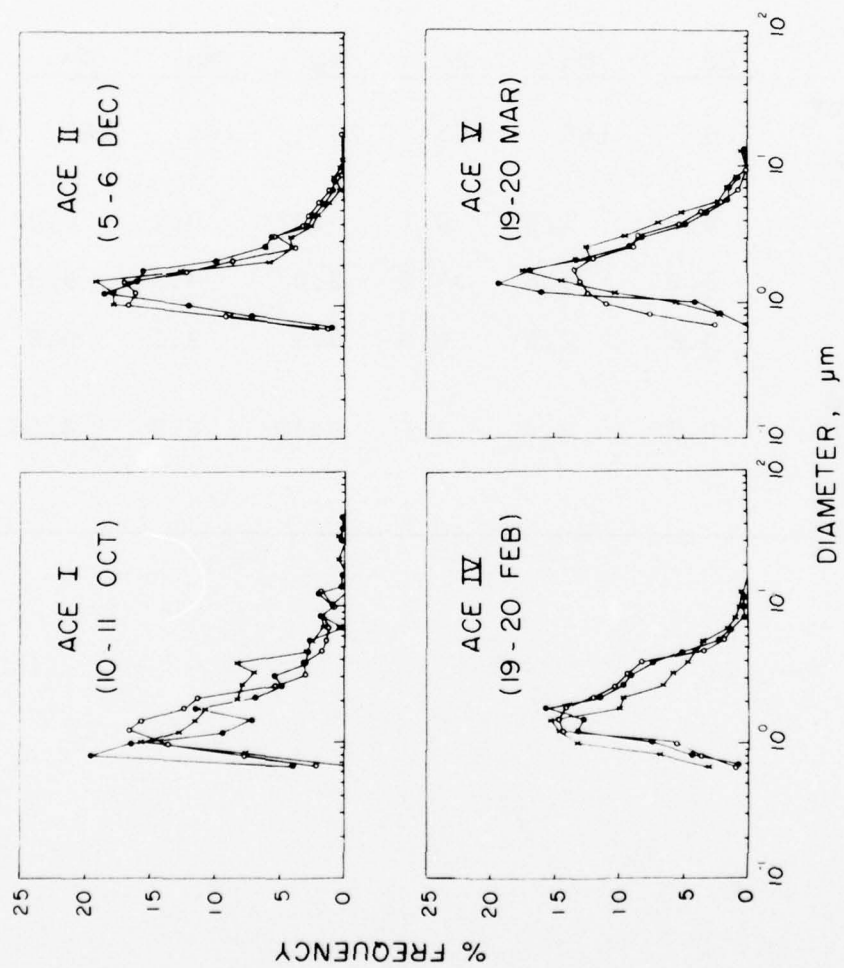 % FREQUENCY
25
20
15
10
5
0
ACE I
(10-11 OCT)
ACE II
(5-6 DEC)
25
20
15
10
5
0
ACE IV
(19-20 FEB)
ACE V
(19-20 MAR)
10⁻¹ 10⁰ 10¹ 10² 10⁻¹ 10⁰ 10¹ 10²
DIAMETER, µm